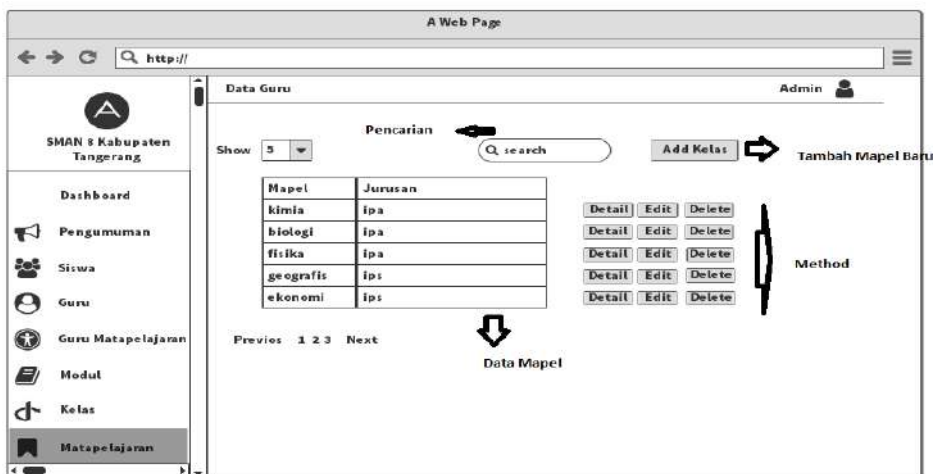 A Web Page
http://
SMAN 8 Kabupaten
Tangerang
Dashboard
Pengumuman
Siswa
Guru
Guru Matapelajaran
Modul
Kelas
Matapelajaran
Data Guru
Admin
Pencarian
Show 5
search
Add Kelas
Tambah Mapel Baru
Mapel Jurusan
kimia ipa Detail Edit Delete
biologi ipa Detail Edit Delete
fisika ipa Detail Edit Delete
geografis ips Detail Edit Delete
ekonomi ips Detail Edit Delete
Method
Previos 1 2 3 Next
Data Mapel